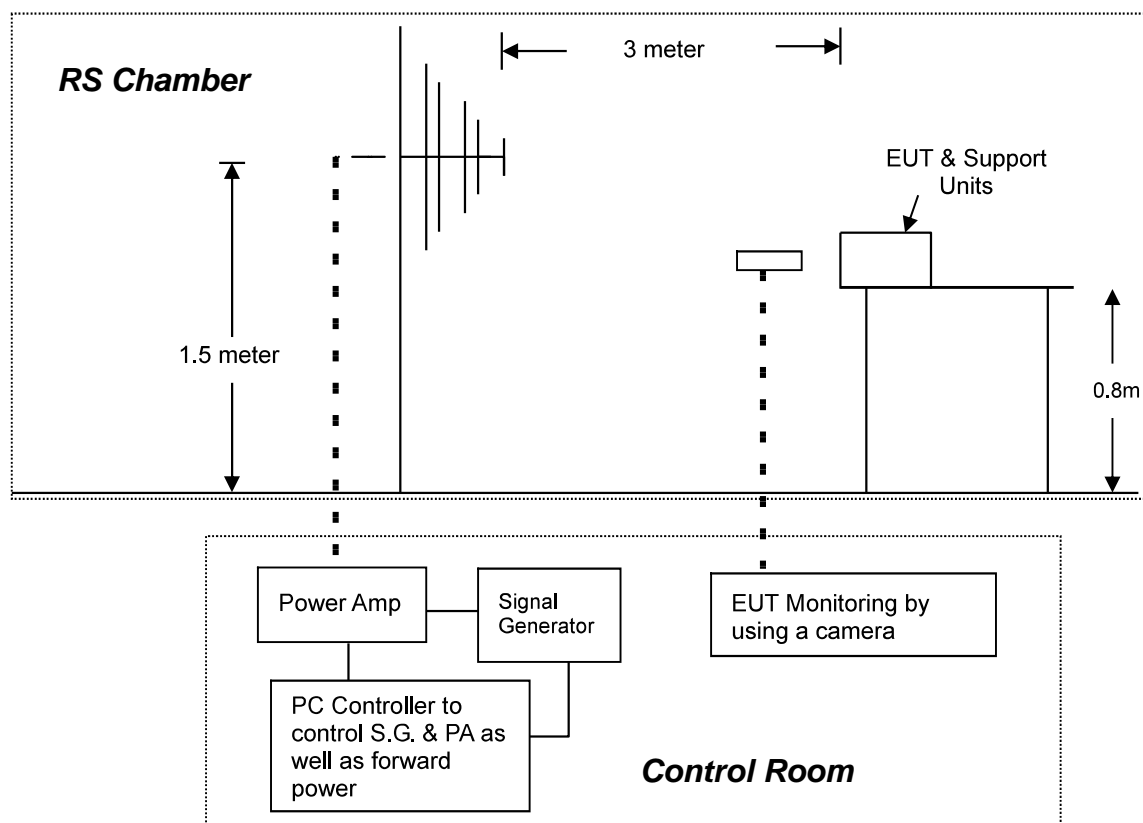 3 meter
RS Chamber
EUT & Support
Units
1.5 meter
0.8m
Power Amp
Signal
Generator
EUT Monitoring by
using a camera
PC Controller to
control S.G. & PA as
well as forward
power
Control Room